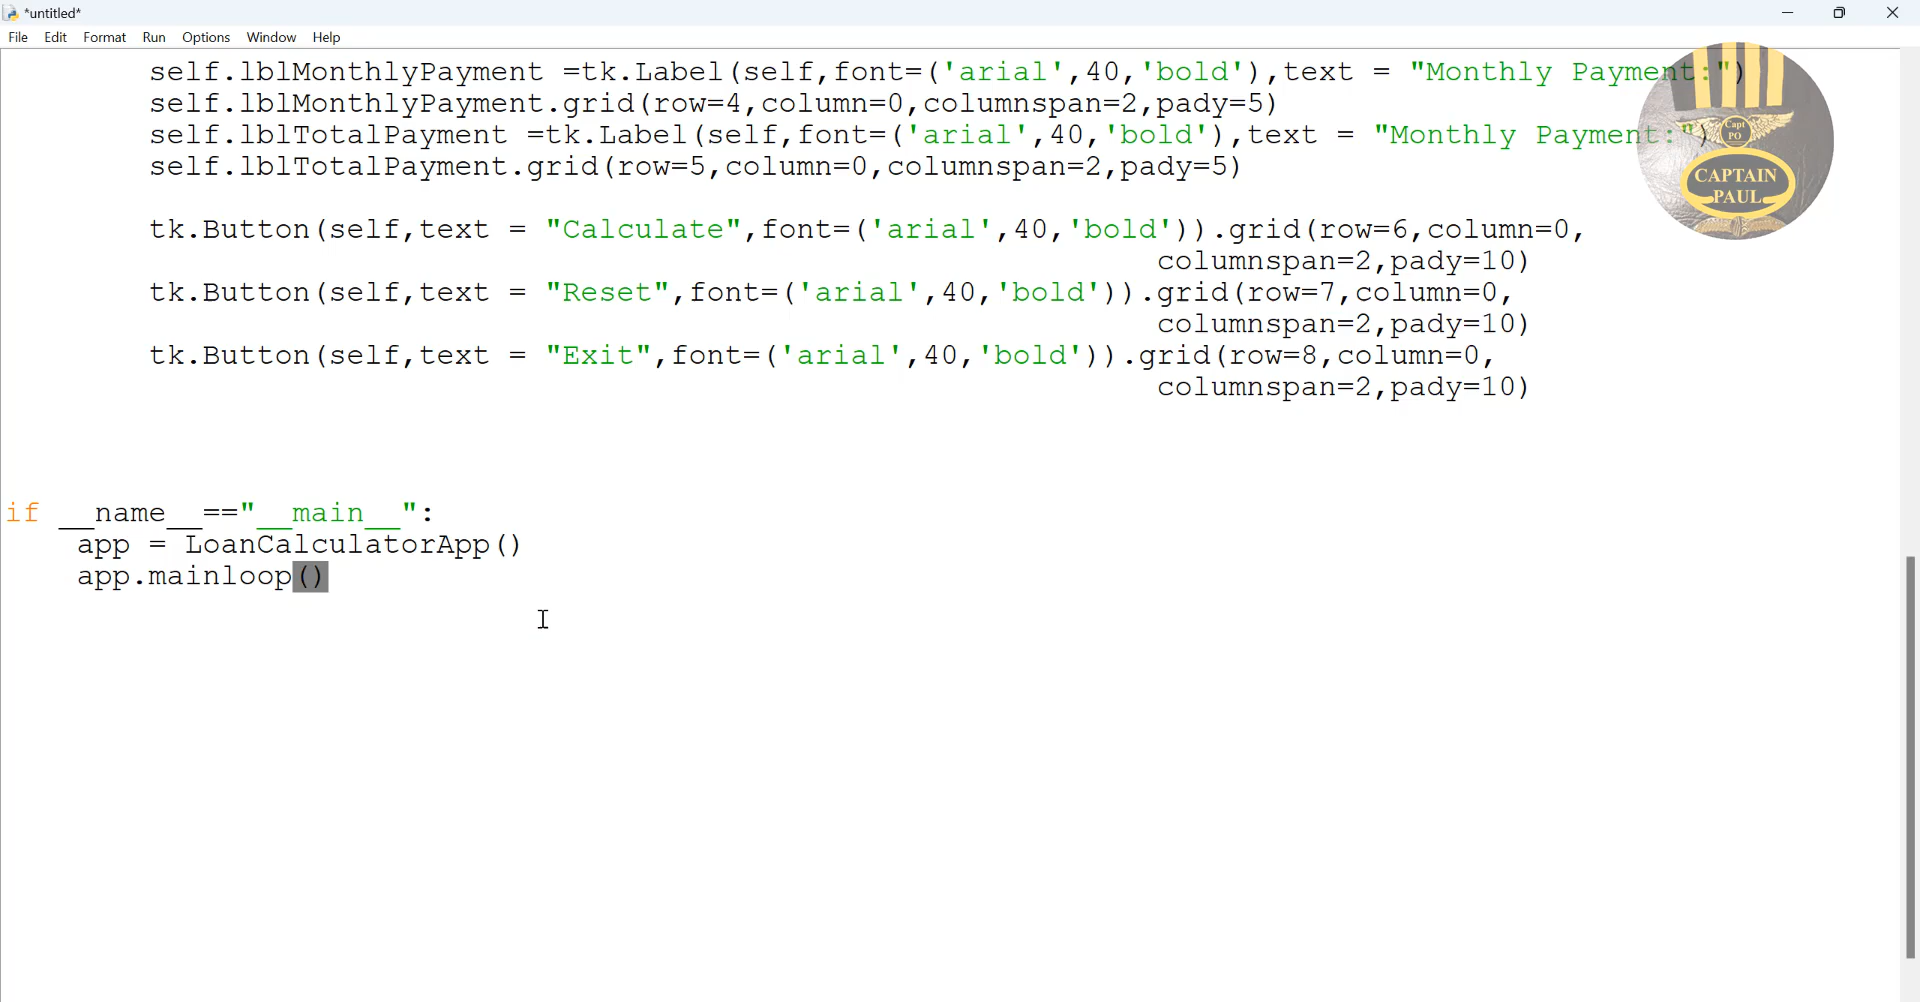 *untitled*
File Edit Format Run Options Window Help
self.lblMonthlyPayment =tk.Label(self,font=('arial',40,'bold'),text = "Monthly Payment:")
self.lblMonthlyPayment.grid(row=4,column=0,columnspan=2,pady=5)
self.lblTotalPayment =tk.Label(self,font=('arial',40,'bold'),text = "Monthly Payment:")
self.lblTotalPayment.grid(row=5,column=0,columnspan=2,pady=5)
tk.Button(self,text = "Calculate",font=('arial',40,'bold')).grid(row=6,column=0,
columnspan=2,pady=10)
tk.Button(self,text = "Reset",font=('arial',40,'bold')).grid(row=7,column=0,
columnspan=2,pady=10)
tk.Button(self,text = "Exit",font=('arial',40,'bold')).grid(row=8,column=0,
columnspan=2,pady=10)
if __name__=="__main__":
app = LoanCalculatorApp()
app.mainloop()
Capt
PO
CAPTAIN
PAUL